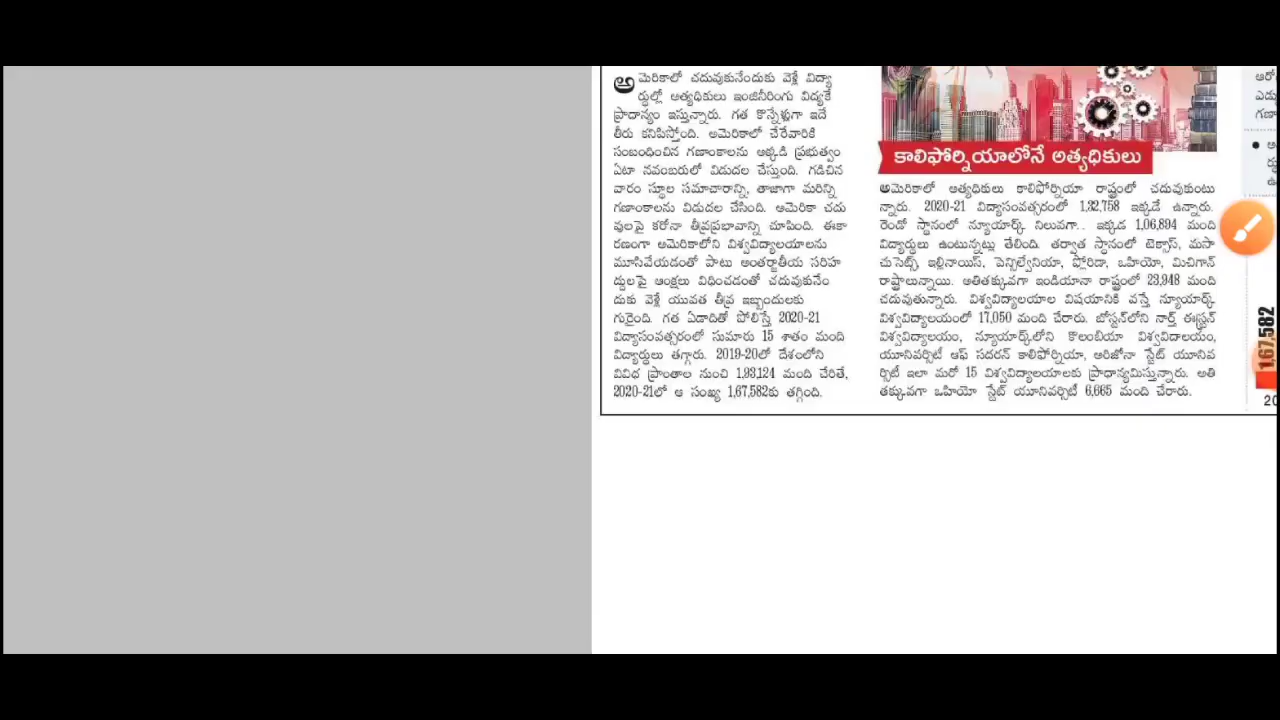 అమెరికాలో చదువుకునేందుకు వెళ్లే విద్యా
ర్థుల్లో అత్యధికులు ఇంజినీరింగు విద్యకే
ప్రాధాన్యం ఇస్తున్నారు. గత కొన్నేళ్లుగా ఇదే
తీరు కనిపిస్తోంది. అమెరికాలో చేరేవారికి
సంబంధించిన గణాంకాలను అక్కడి ప్రభుత్వం
ఏటా నవంబరులో విడుదల చేస్తుంది. గడిచిన
వారం స్థూల సమాచారాన్ని, తాజాగా మరిన్ని
గణాంకాలను విడుదల చేసింది. అమెరికా చదు
వులపై కరోనా తీవ్రప్రభావాన్ని చూపింది. ఈకా
రణంగా అమెరికాలోని విశ్వవిద్యాలయాలను
మూసివేయడంతో పాటు అంతర్జాతీయ సరిహ
ద్దులపై ఆంక్షలు విధించడంతో చదువుకునేం
దుకు వెళ్లే యువత తీవ్ర ఇబ్బందులకు
గురైంది. గత ఏడాదితో పోలిస్తే 2020-21
విద్యాసంవత్సరంలో సుమారు 15 శాతం మంది
విద్యార్థులు తగ్గారు. 2019-20లో దేశంలోని
వివిధ ప్రాంతాల నుంచి 1,93,124 మంది చేరితే,
2020-21లో ఆ సంఖ్య 1,67,582కు తగ్గింది.
కాలిఫోర్నియాలోనే అత్యధికులు
అమెరికాలో అత్యధికులు కాలిఫోర్నియా రాష్ట్రంలో చదువుకుంటు
న్నారు. 2020-21 విద్యాసంవత్సరంలో 1,32,758 ఇక్కడే ఉన్నారు.
రెండో స్థానంలో న్యూయార్క్ నిలువగా.. ఇక్కడ 1,06,894 మంది
విద్యార్థులు ఉంటున్నట్లు తేలింది. తర్వాత స్థానంలో టెక్సాస్, మసా
చుసెట్స్, ఇల్లినాయిస్, పెన్సిల్వేనియా, ఫ్లోరిడా, ఒహియో, మిచిగాన్
రాష్ట్రాలున్నాయి. అతితక్కువగా ఇండియానా రాష్ట్రంలో 23,948 మంది
చదువుతున్నారు. విశ్వవిద్యాలయాల విషయానికి వస్తే న్యూయార్క్
విశ్వవిద్యాలయంలో 17,050 మంది చేరారు. బోస్టన్‌లోని నార్త్ ఈస్ట్రన్
విశ్వవిద్యాలయం, న్యూయార్క్‌లోని కొలంబియా విశ్వవిదాలయం,
యూనివర్సిటీ ఆఫ్ సదరన్ కాలిఫోర్నియా, అరిజోనా స్టేట్ యూనివ
ర్సిటీ ఇలా మరో 15 విశ్వవిద్యాలయాలకు ప్రాధాన్యమిస్తున్నారు. అతి
తక్కువగా ఒహియో స్టేట్ యూనివర్సిటీ 6,665 మంది చేరారు.
ఆరో
ఎడు
గణా
1,67,582
20